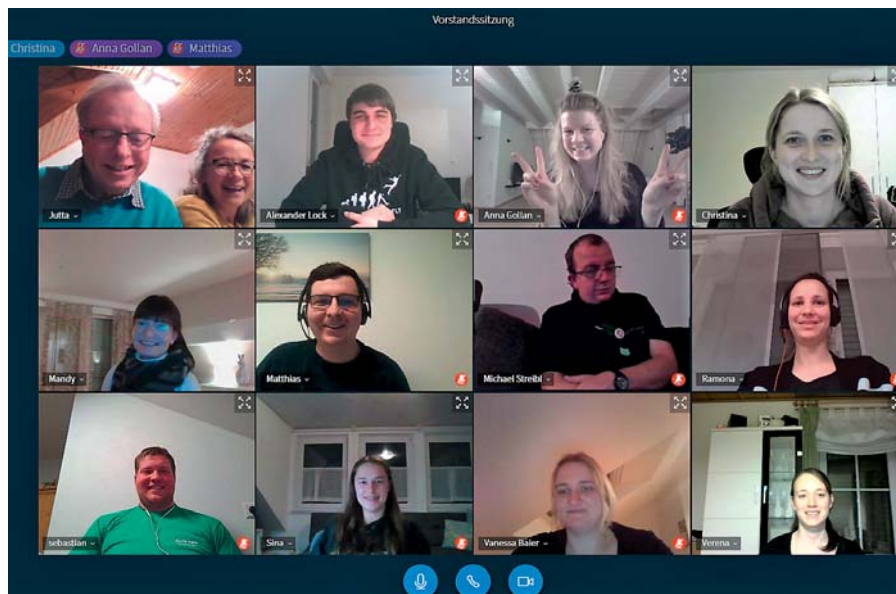 Vorstandssitzung
Christina Anna Gollan Matthias
Jutta
Alexander Lock
Anna Gollan
Christina
Mandy
Matthias
Michael Streibl
Ramona
sebastian
Sina
Vanessa Baier
Verena